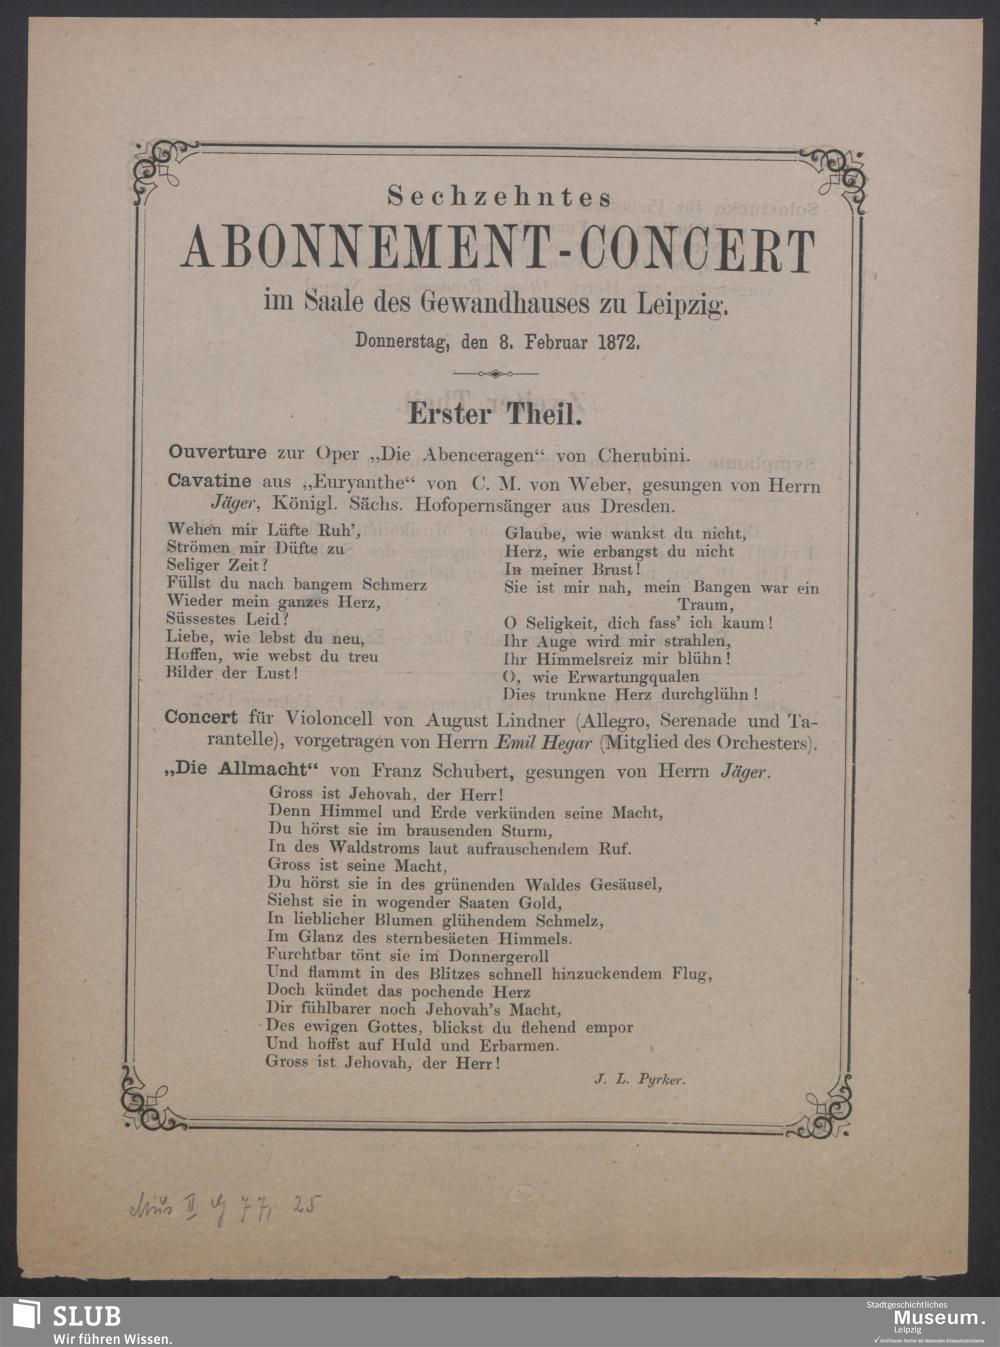 Sechzehntes
ABONNEMENT-CONCERT
im Saale des Gewandhauses zu Leipzig.
Donnerstag, den 8. Februar 1872.
Erster Theil.
Ouverture zur Oper „Die Abenceragen“ von Cherubini.
Cavatine aus „Euryanthe“ von C. M. von Weber, gesungen von Herrn
Jäger, Königl. Sächs. Hofopernsänger aus Dresden.
Wehen mir Lüfte Ruh’,
Strömen mir Düfte zu
Seliger Zeit?
Füllst du nach bangem Schmerz
Wieder mein ganzes Herz,
Süssestes Leid?
Liebe, wie lebst du neu,
Hoffen, wie webst du treu
Bilder der Lust!
Glaube, wie wankst du nicht,
Herz, wie erbangst du nicht
In meiner Brust!
Sie ist mir nah, mein Bangen war ein
Traum,
O Seligkeit, dich fass’ ich kaum!
Ihr Auge wird mir strahlen,
Ihr Himmelsreiz mir blühn!
O, wie Erwartungqualen
Dies trunkne Herz durchglühn!
Concert für Violoncell von August Lindner (Allegro, Serenade und Ta-
rantelle), vorgetragen von Herrn Emil Hegar (Mitglied des Orchesters).
„Die Allmacht“ von Franz Schubert, gesungen von Herrn Jäger.
Gross ist Jehovah, der Herr!
Denn Himmel und Erde verkünden seine Macht,
Du hörst sie im brausenden Sturm,
In des Waldstroms laut aufrauschendem Ruf.
Gross ist seine Macht,
Du hörst sie in des grünenden Waldes Gesäusel,
Siehst sie in wogender Saaten Gold,
In lieblicher Blumen glühendem Schmelz,
Im Glanz des sternbesäeten Himmels.
Furchtbar tönt sie im Donnergeroll
Und flammt in des Blitzes schnell hinzuckendem Flug,
Doch kündet das pochende Herz
Dir fühlbarer noch Jehovah’s Macht,
Des ewigen Gottes, blickst du flehend empor
Und hoffst auf Huld und Erbarmen.
Gross ist Jehovah, der Herr!
J. L. Pyrker.
Mus II G 77, 25
SLUB
Wir führen Wissen.
Stadtgeschichtliches
Museum.
Leipzig
Zertifizierter Partner der Nationalen Klimaschutzinitiative